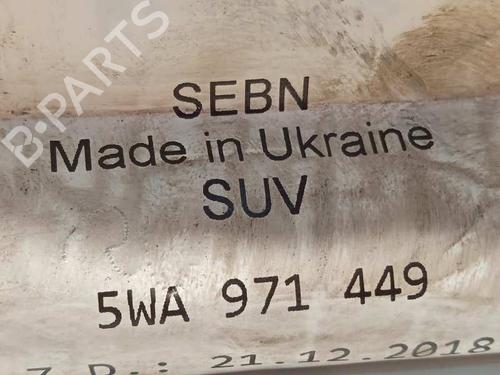 B-PARTS
SEBN
Made in Ukraine
SUV
5WA 971 449
Z D.: 21.12.2018